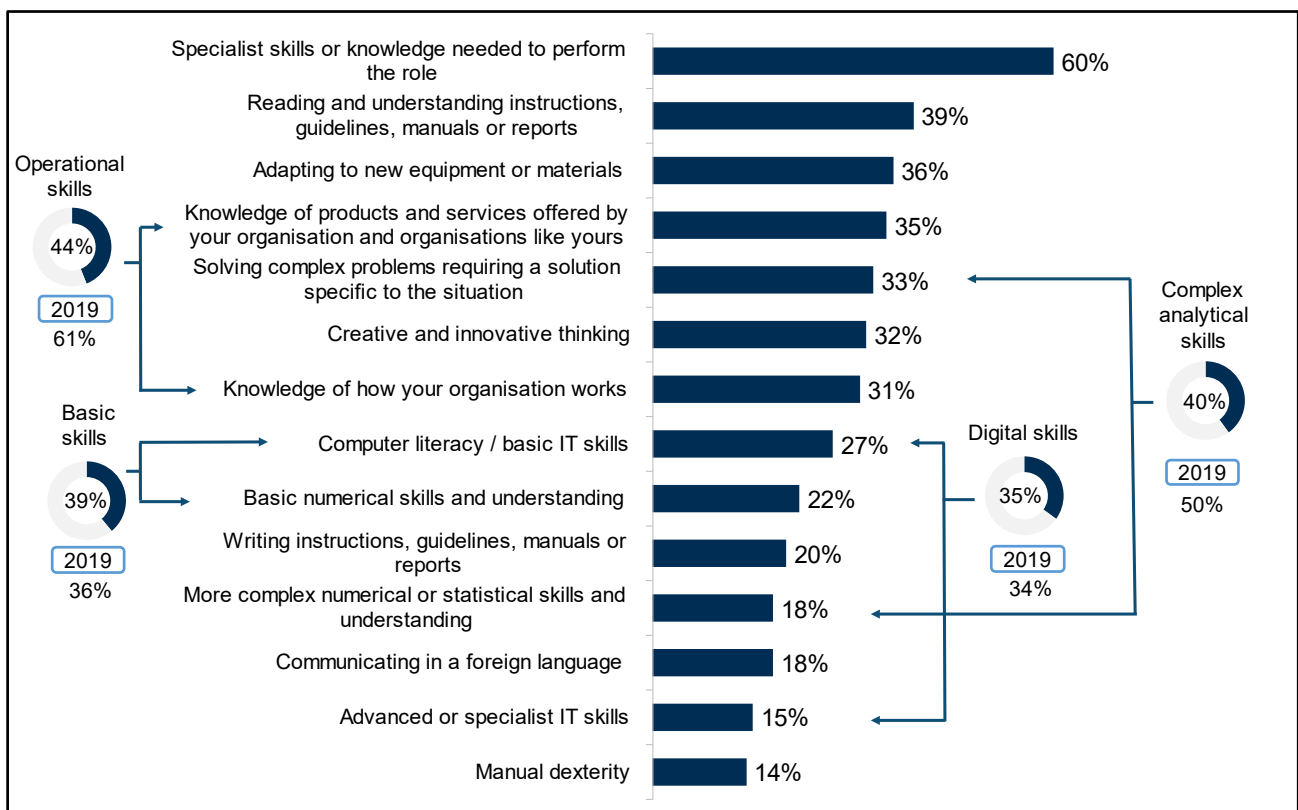 Specialist skills or knowledge needed to perform
the role
60%
Reading and understanding instructions,
guidelines, manuals or reports
39%
Adapting to new equipment or materials
36%
Knowledge of products and services offered by
your organisation and organisations like yours
35%
Solving complex problems requiring a solution
specific to the situation
33%
Creative and innovative thinking
32%
Knowledge of how your organisation works
31%
Computer literacy / basic IT skills
27%
Basic numerical skills and understanding
22%
Writing instructions, guidelines, manuals or
reports
20%
More complex numerical or statistical skills and
understanding
18%
Communicating in a foreign language
18%
Advanced or specialist IT skills
15%
Manual dexterity
14%
Operational
skills
44%
2019
61%
Basic
skills
39%
2019
36%
Digital skills
35%
2019
34%
Complex
analytical
skills
40%
2019
50%